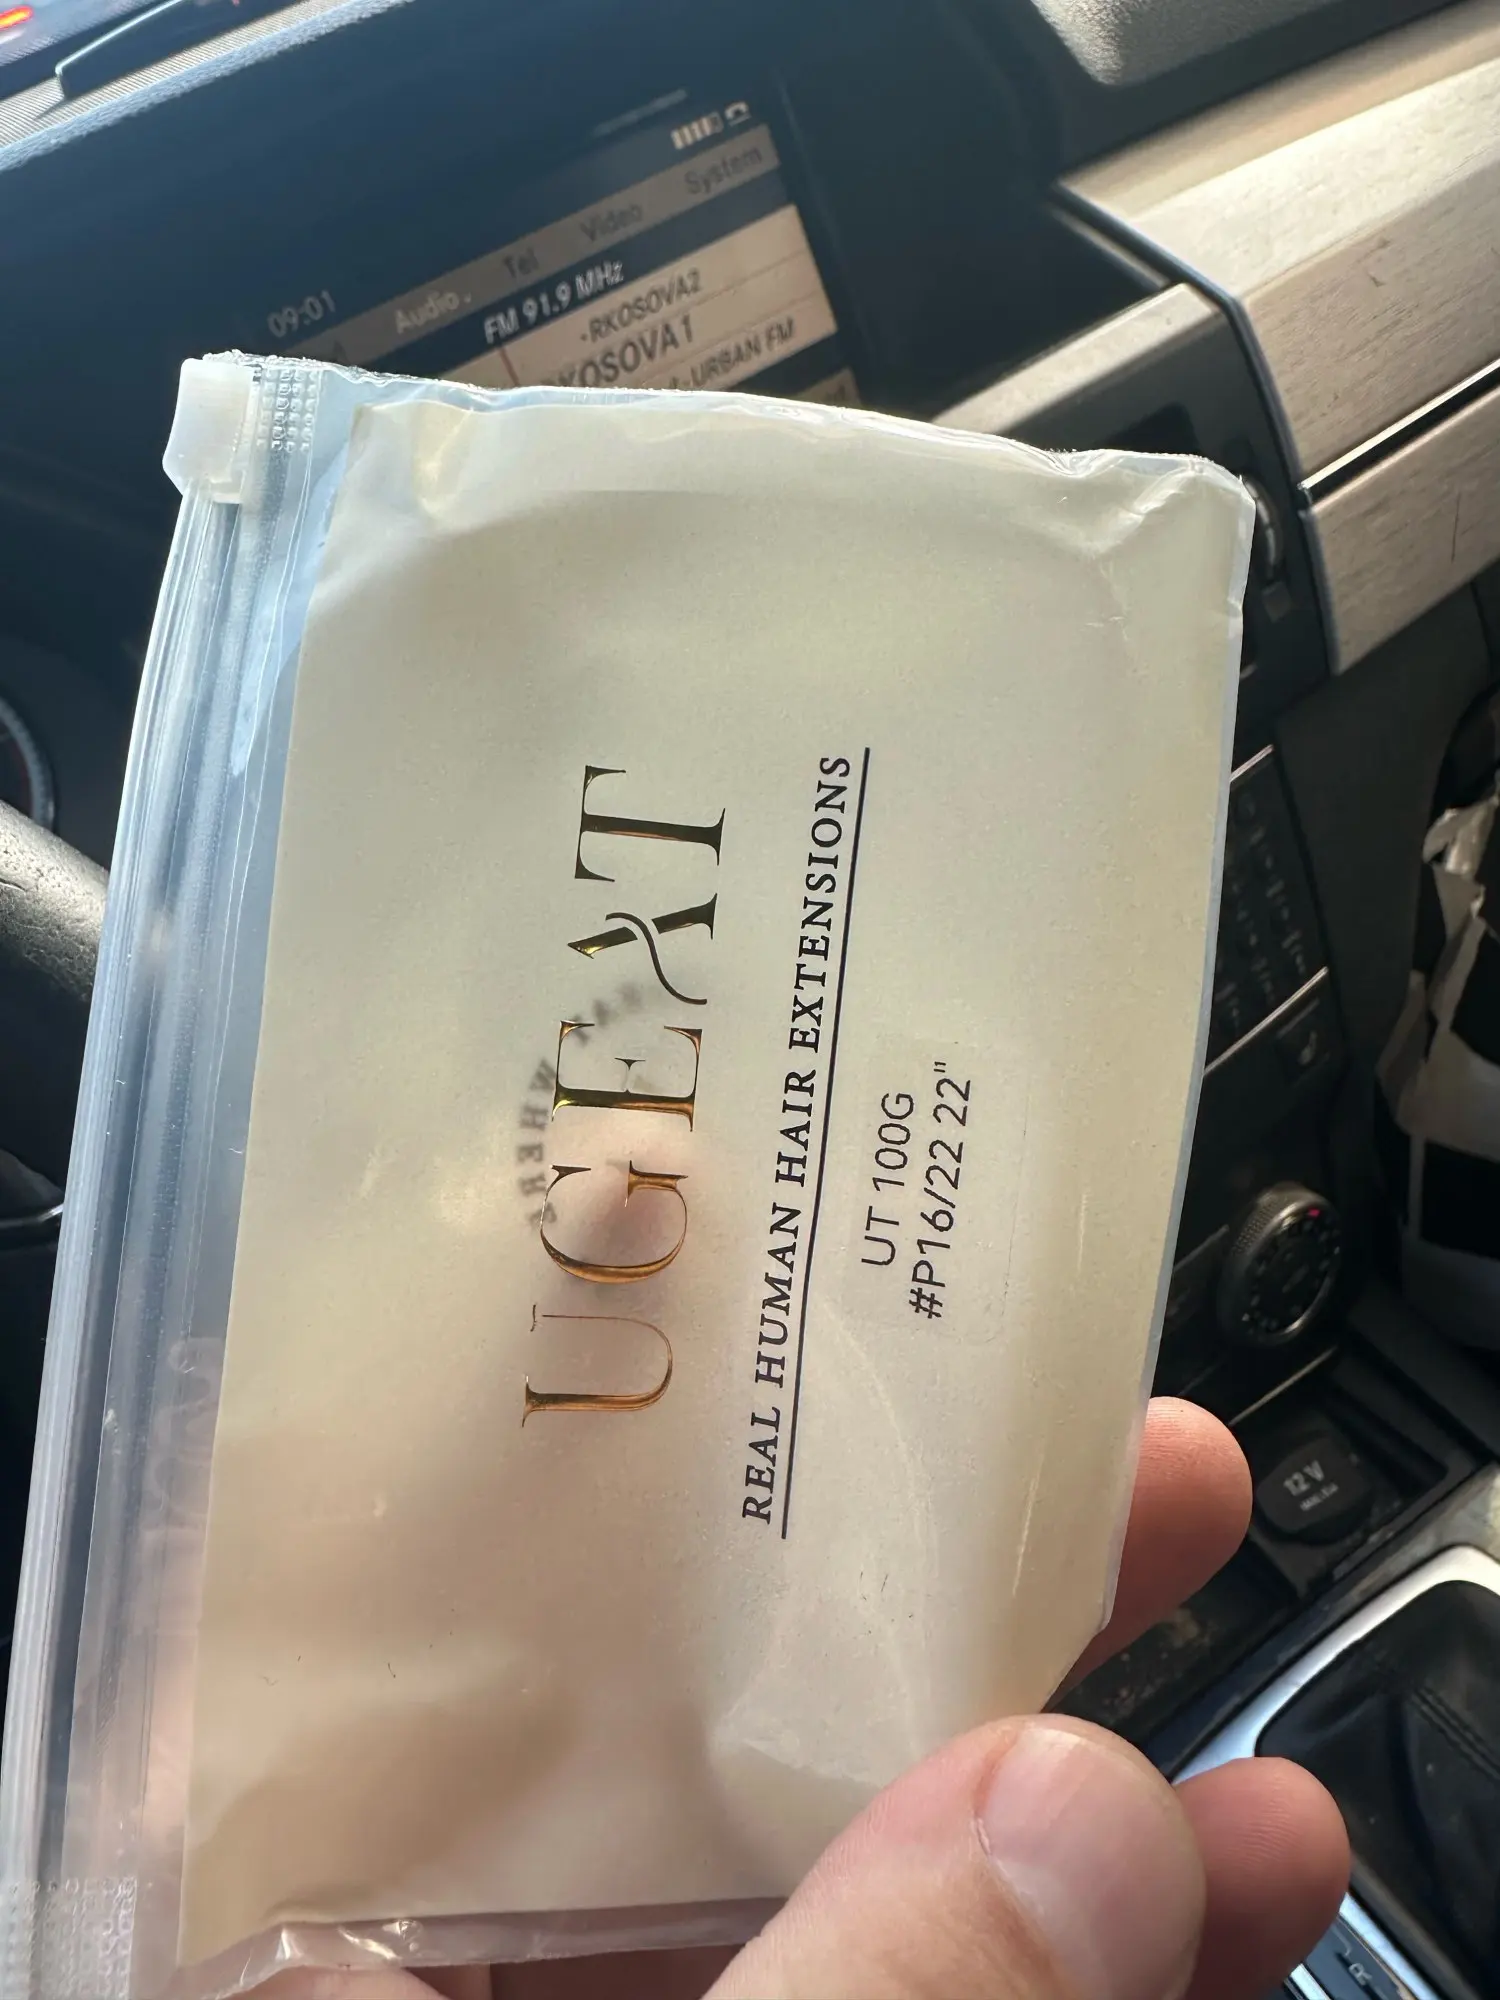 09:01
Audio
Tel
Video
System
FM 91.9 MHz
RKOSOVA2
KOSOVA1
URBAN FM
UGEXT
REAL HUMAN HAIR EXTENSIONS
UT 100G
#P16/22 22"
12 V
R